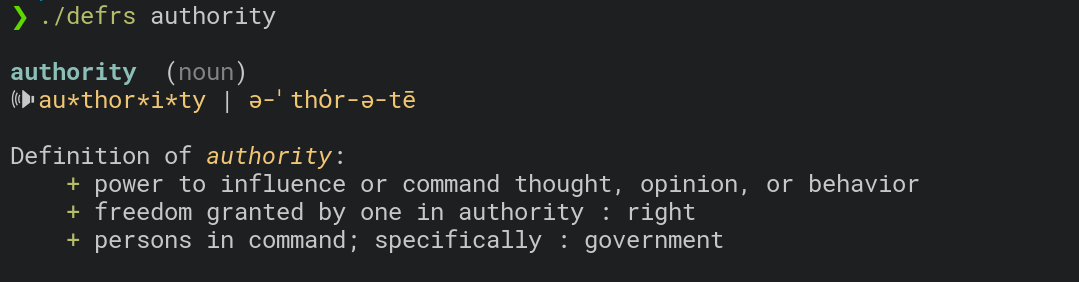 ❯ ./defrs authority
authority (noun)
au*thor*i*ty | ə-ˈthȯr-ə-tē
Definition of authority:
+ power to influence or command thought, opinion, or behavior
+ freedom granted by one in authority : right
+ persons in command; specifically : government